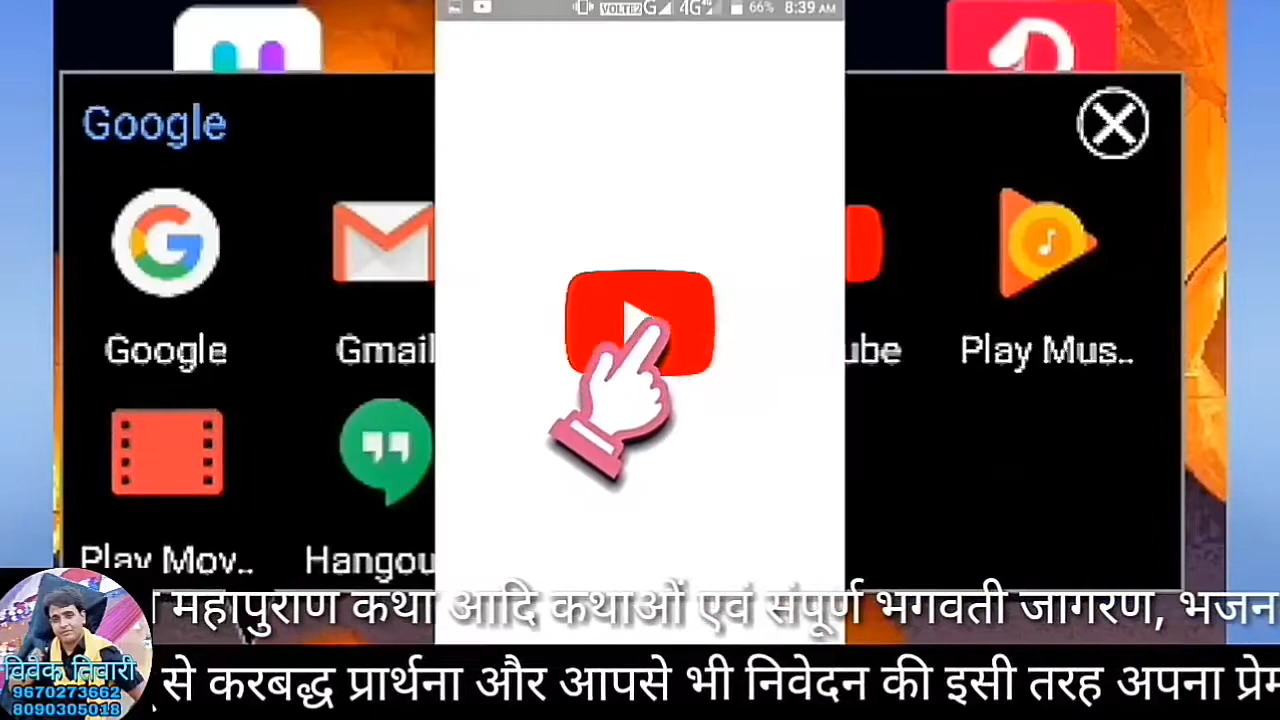 VOLTE2 G 4G 66% 8:39 AM
Google
Google
Gmail
ube
Play Mus..
Play Mov..
Hangou
महापुराण कथा आदि कथाओं एवं संपूर्ण भगवती जागरण, भजन
से करबद्ध प्रार्थना और आपसे भी निवेदन की इसी तरह अपना प्रेम
विवेक तिवारी
9670273662
8090305018